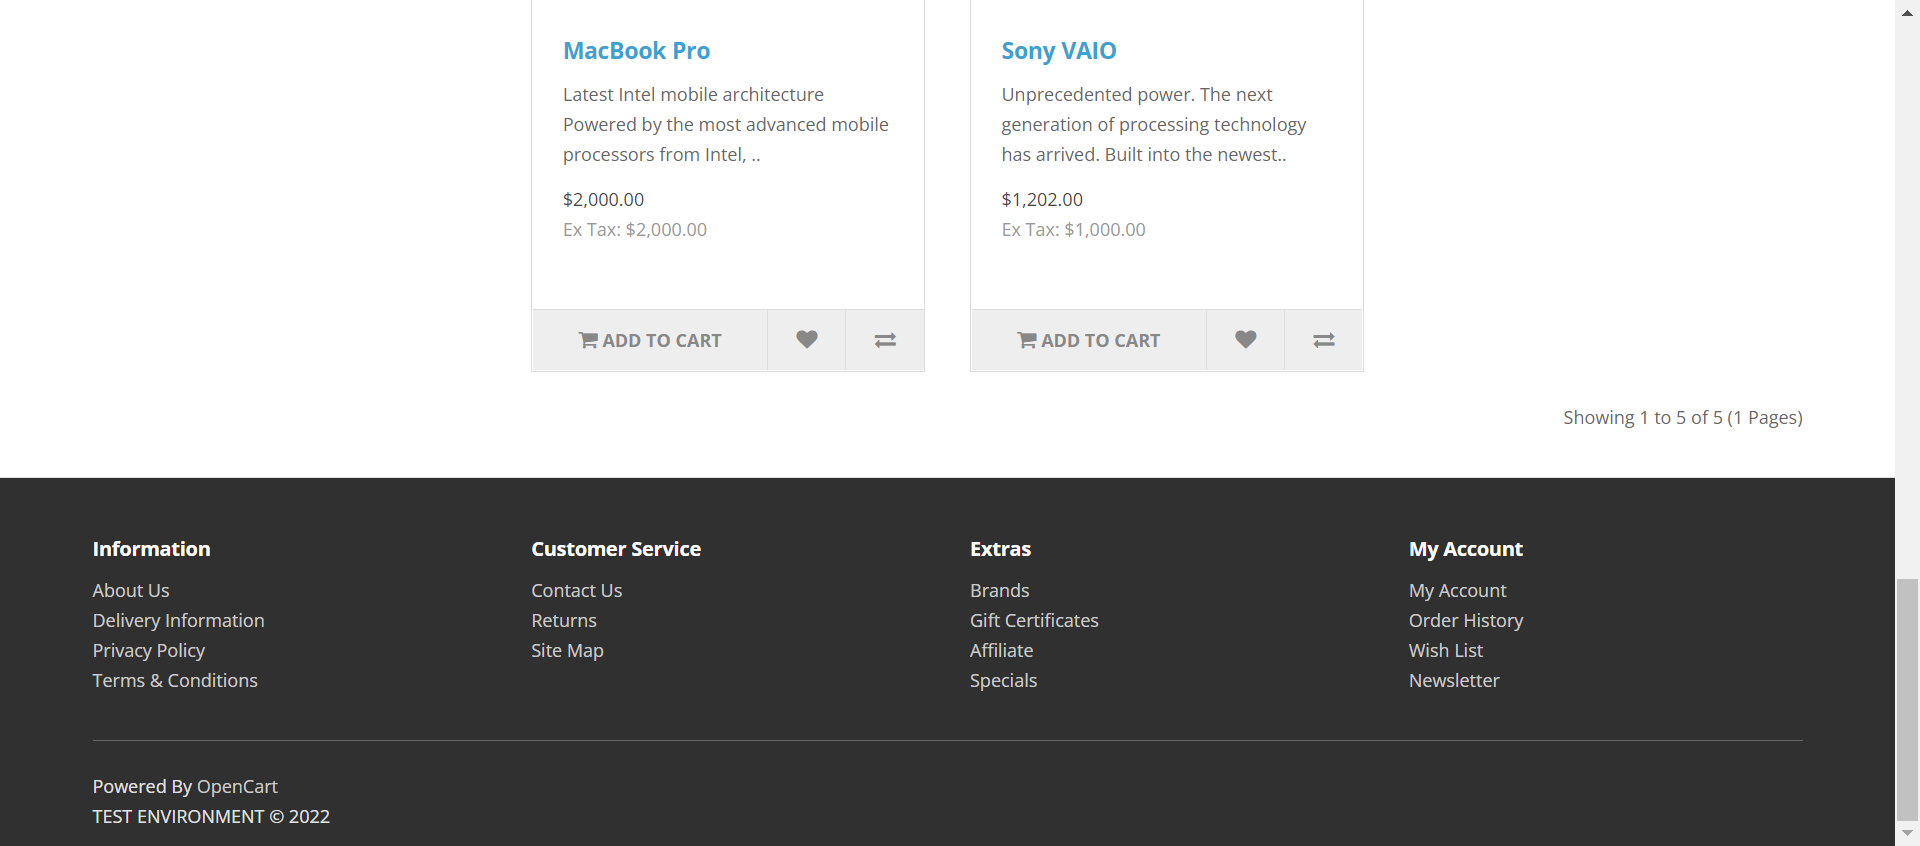 MacBook Pro
Latest Intel mobile architecture
Powered by the most advanced mobile
processors from Intel, ..
$2,000.00
Ex Tax: $2,000.00
ADD TO CART
Sony VAIO
Unprecedented power. The next
generation of processing technology
has arrived. Built into the newest..
$1,202.00
Ex Tax: $1,000.00
ADD TO CART
Showing 1 to 5 of 5 (1 Pages)
Information
About Us
Delivery Information
Privacy Policy
Terms & Conditions
Customer Service
Contact Us
Returns
Site Map
Extras
Brands
Gift Certificates
Affiliate
Specials
My Account
My Account
Order History
Wish List
Newsletter
Powered By OpenCart
TEST ENVIRONMENT © 2022